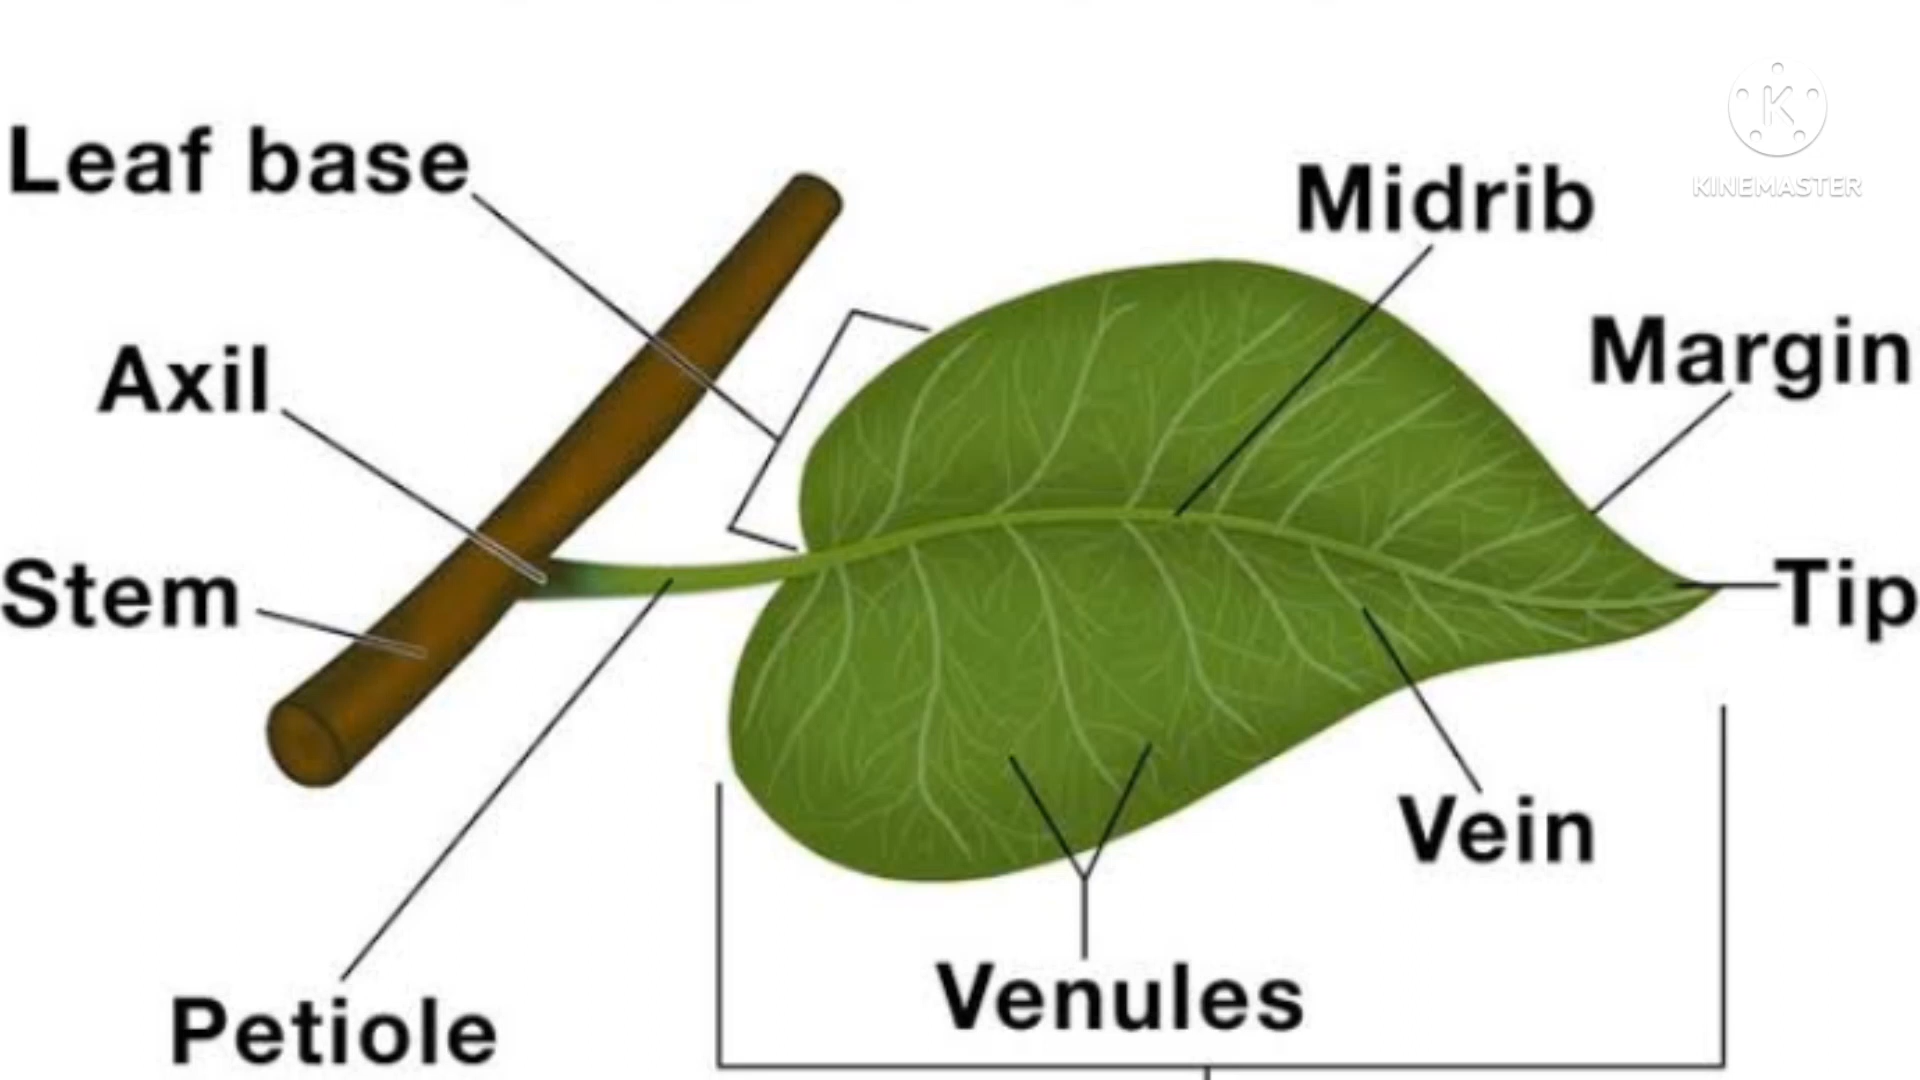 Leaf base
Midrib
KINEMASTER
Margin
Axil
Stem
Tip
Vein
Venules
Petiole